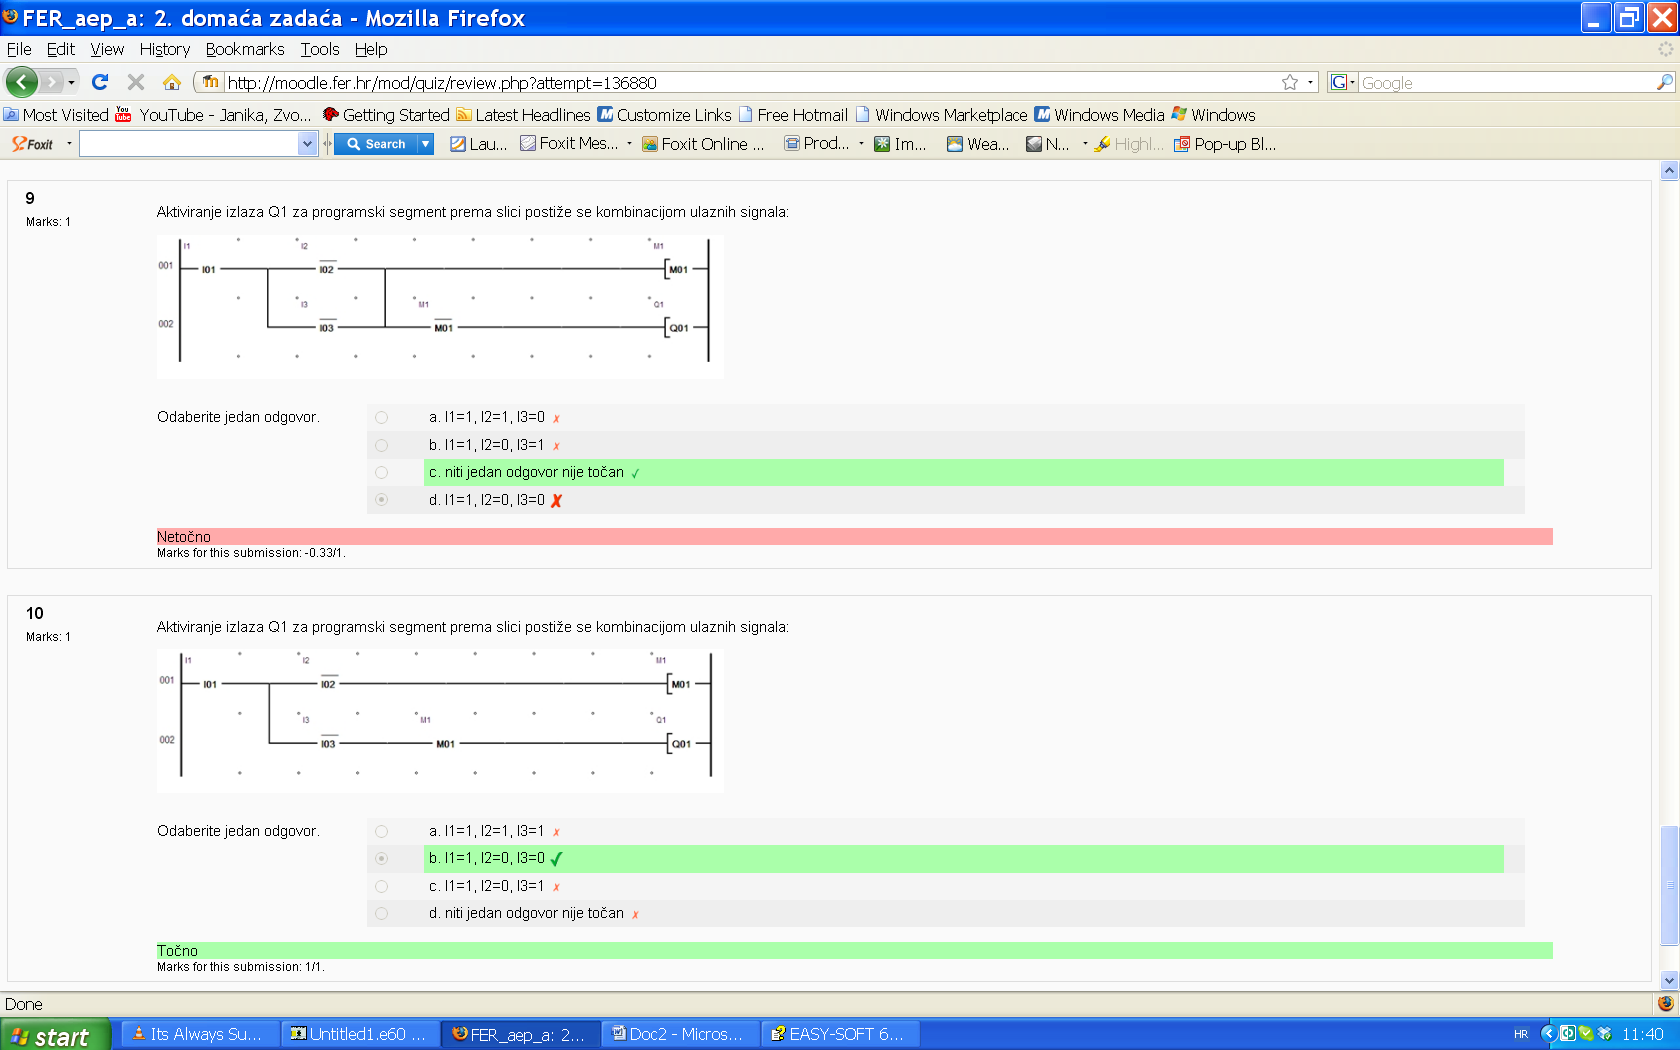 FER_aep_a: 2. domaća zadaća - Mozilla Firefox
File Edit View History Bookmarks Tools Help
http://moodle.fer.hr/mod/quiz/review.php?attempt=136880
Google
Most Visited YouTube - Janika, Zvo... Getting Started Latest Headlines Customize Links Free Hotmail Windows Marketplace Windows Media Windows
Foxit Search Lau... Foxit Mes... Foxit Online ... Prod... Im... Wea... N... Highl... Pop-up Bl...
9
Marks: 1
Aktiviranje izlaza Q1 za programski segment prema slici postiže se kombinacijom ulaznih signala:
I1 I2 M1
001 I01 I02 M01
I3 M1 Q1
002 I03 M01 Q01
Odaberite jedan odgovor.
a. I1=1, I2=1, I3=0
b. I1=1, I2=0, I3=1
c. niti jedan odgovor nije točan
d. I1=1, I2=0, I3=0
Netočno
Marks for this submission: -0.33/1.
10
Marks: 1
Aktiviranje izlaza Q1 za programski segment prema slici postiže se kombinacijom ulaznih signala:
I1 I2 M1
001 I01 I02 M01
I3 M1 Q1
002 I03 M01 Q01
Odaberite jedan odgovor.
a. I1=1, I2=1, I3=1
b. I1=1, I2=0, I3=0
c. I1=1, I2=0, I3=1
d. niti jedan odgovor nije točan
Točno
Marks for this submission: 1/1.
Done
start Its Always Su... Untitled1.e60 ... FER_aep_a: 2... Doc2 - Micros... EASY-SOFT 6... HR 11:40